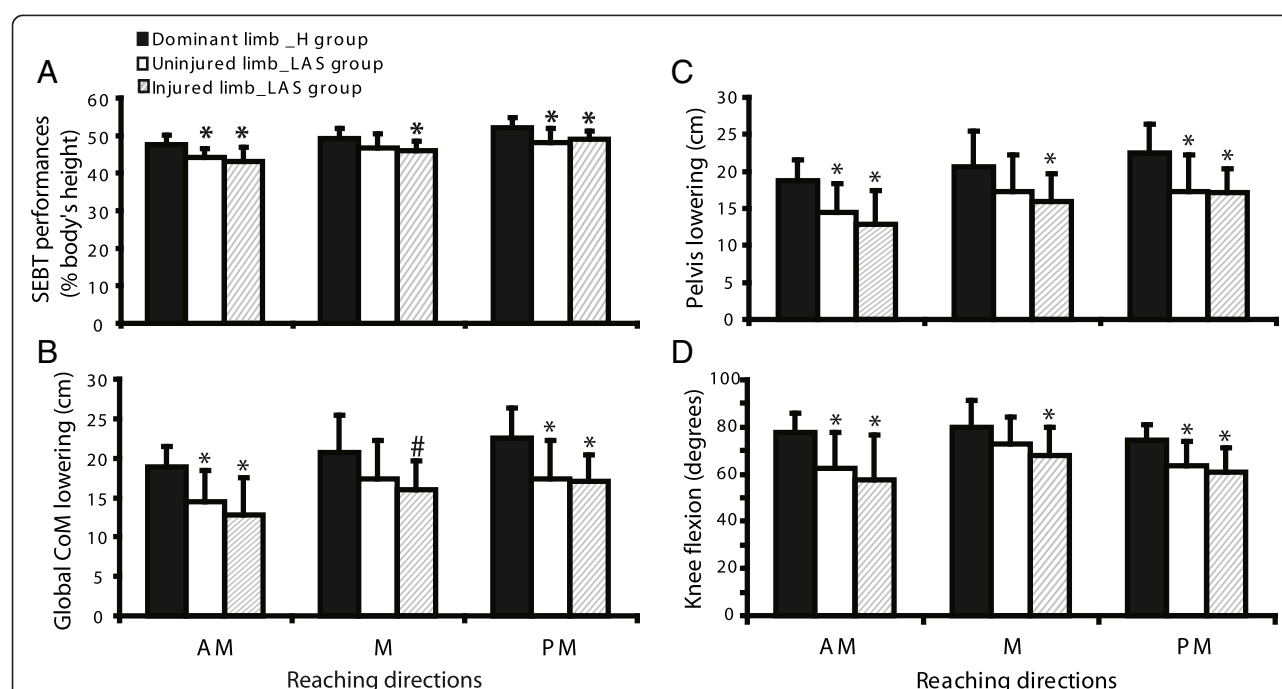 Dominant limb _H group
Uninjured limb_LAS group
Injured limb_LAS group
A
SEBT performances
(% body's height)
60
50
40
30
20
10
0
* *
*
* *
B
Global CoM lowering (cm)
30
25
20
15
10
5
0
* *
#
* *
AM M PM
Reaching directions
C
Pelvis lowering (cm)
30
25
20
15
10
5
0
* *
*
* *
D
Knee flexion (degrees)
100
80
60
40
20
0
* *
*
* *
AM M PM
Reaching directions